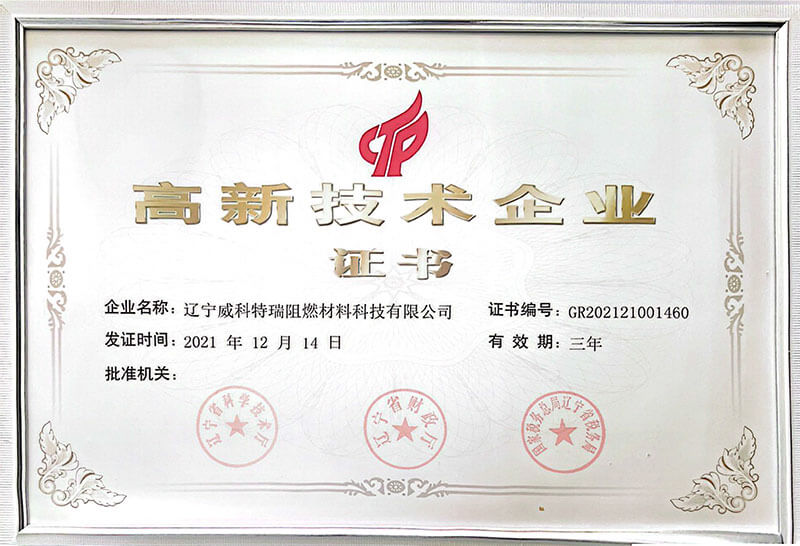 高新技术企业
证书
企业名称：辽宁威科特瑞阻燃材料科技有限公司 证书编号：GR202121001460
发证时间：2021 年 12 月 14 日 有 效 期：三年
批准机关：
辽宁省科学技术厅 辽宁省财政厅 国家税务总局辽宁省税务局